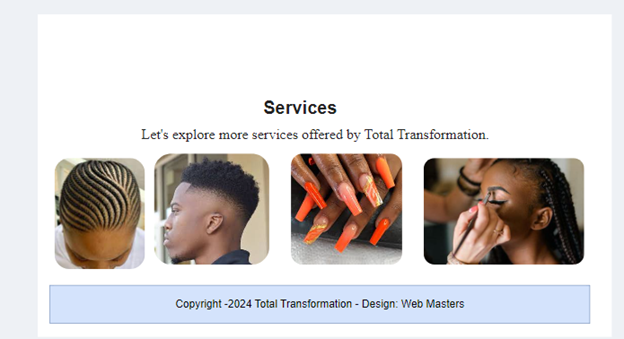 Services
Let's explore more services offered by Total Transformation.
Copyright -2024 Total Transformation - Design: Web Masters